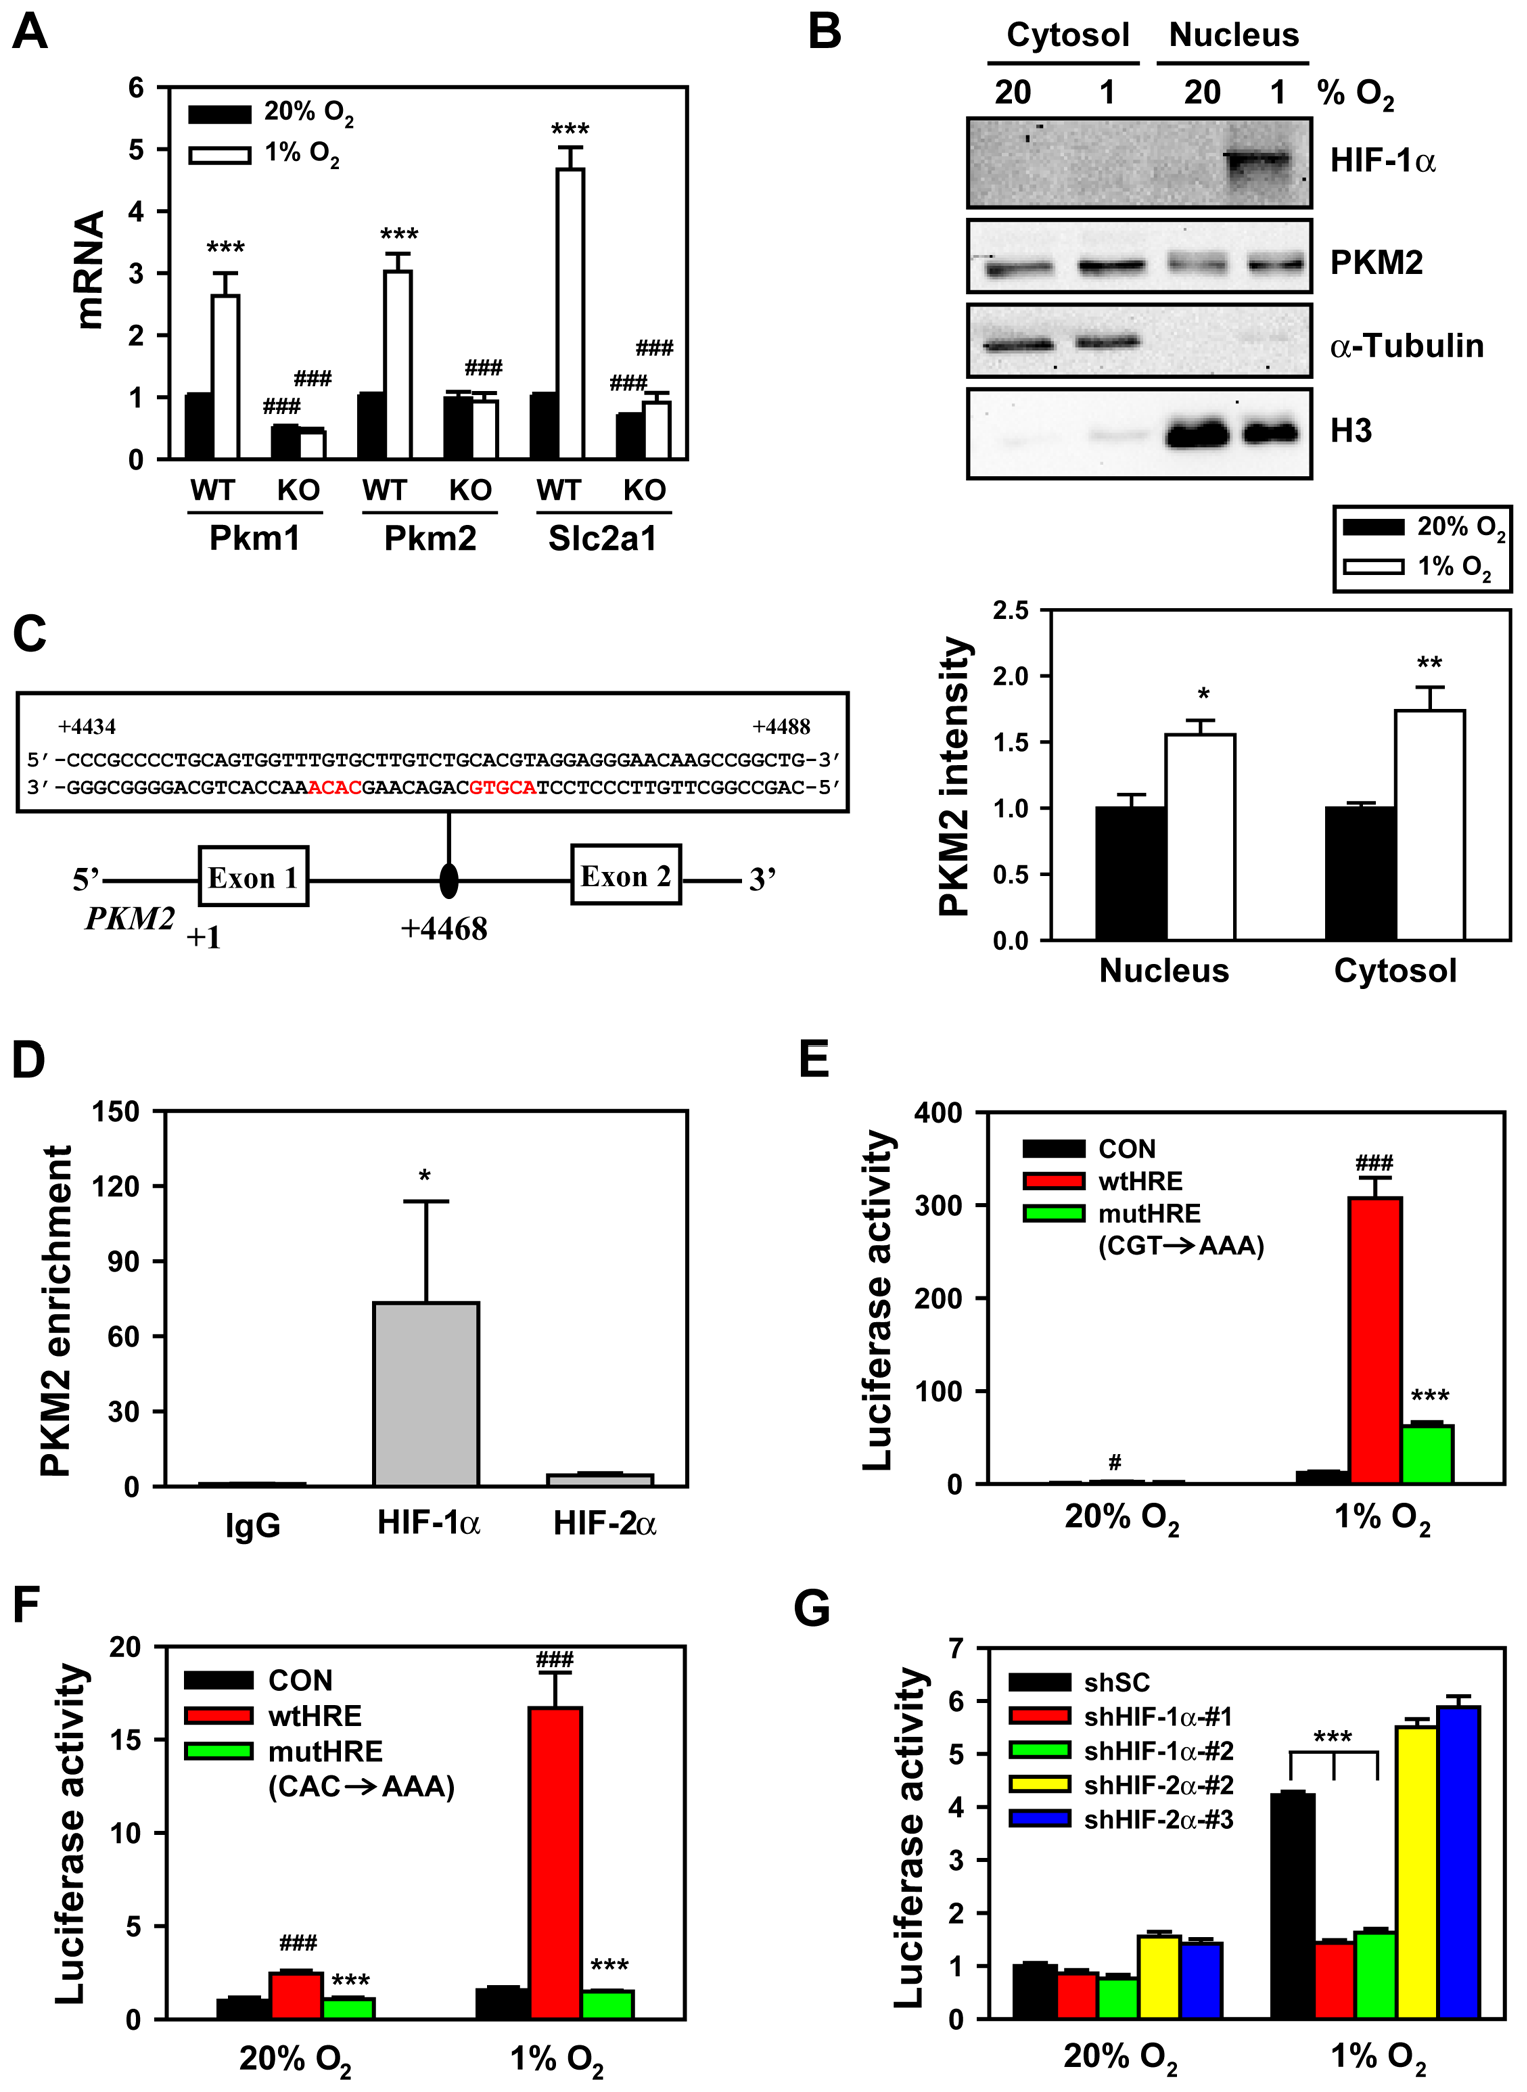 A
6
5
4
3
2
1
0
mRNA
20% O2
1% O2
***
***
***
###
###
###
###
###
WT KO WT KO WT KO
Pkm1 Pkm2 Slc2a1
B
Cytosol Nucleus
20 1 20 1 % O2
HIF-1α
PKM2
α-Tubulin
H3
20% O2
1% O2
PKM2 intensity
2.5
2.0
1.5
1.0
0.5
0.0
*
**
Nucleus Cytosol
C
+4434 +4488
5’-CCCGCCCCTGCAGTGGTTTGTGCTTGTCTGCACGTAGGAGGGAACAAGCCGGCTG-3’
3’-GGGCGGGGACGTCACCAAACACGAACAGACGTGCATCCTCCCTTGTTCGGCCGAC-5’
5’ Exon 1 Exon 2 3’
PKM2 +1 +4468
D
PKM2 enrichment
150
120
90
60
30
0
*
IgG HIF-1α HIF-2α
E
Luciferase activity
400
300
200
100
0
CON
wtHRE
mutHRE
(CGT→AAA)
#
###
***
20% O2 1% O2
F
Luciferase activity
20
15
10
5
0
CON
wtHRE
mutHRE
(CAC→AAA)
###
***
###
***
20% O2 1% O2
G
Luciferase activity
7
6
5
4
3
2
1
0
shSC
shHIF-1α-#1
shHIF-1α-#2
shHIF-2α-#2
shHIF-2α-#3
***
20% O2 1% O2